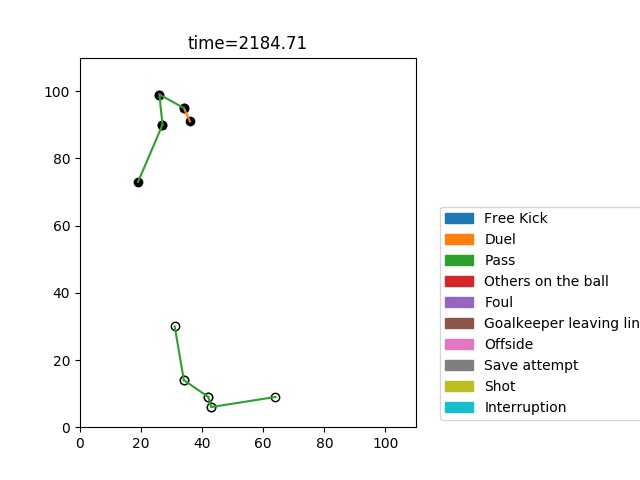 time=2184.71
100
80
60
40
20
0
0 20 40 60 80 100
Free Kick
Duel
Pass
Others on the ball
Foul
Goalkeeper leaving lin
Offside
Save attempt
Shot
Interruption